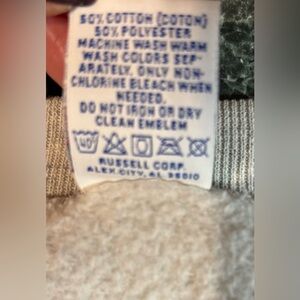 50% COTTON (COTON)
50% POLYESTER
MACHINE WASH WARM
WASH COLORS SEP-
ARATELY. ONLY NON-
CHLORINE BLEACH WHEN
NEEDED.
DO NOT IRON OR DRY
CLEAN EMBLEM
40
RUSSELL CORP.
ALEX CITY, AL 35010